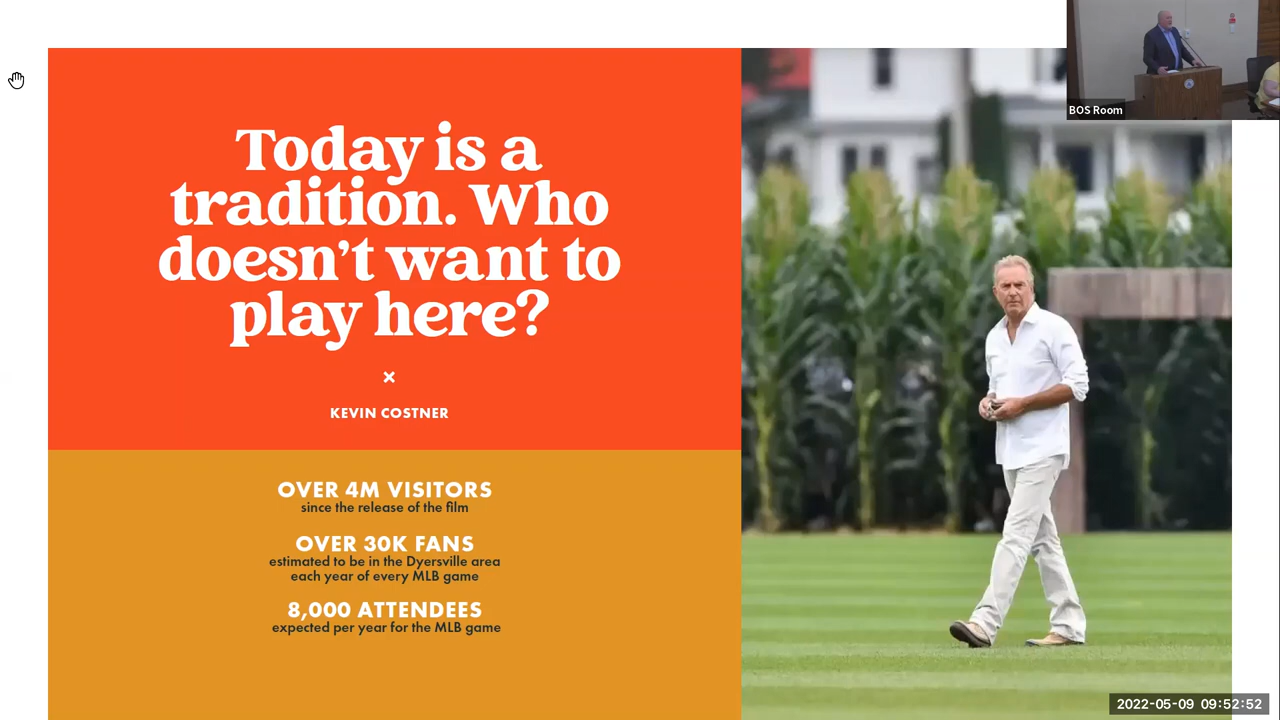 BOS Room
Today is a
tradition. Who
doesn't want to
play here?
KEVIN COSTNER
OVER 4M VISITORS
since the release of the film
OVER 30K FANS
estimated to be in the Dyersville area
each year of every MLB game
8,000 ATTENDEES
expected per year for the MLB game
2022-05-09 09:52:52